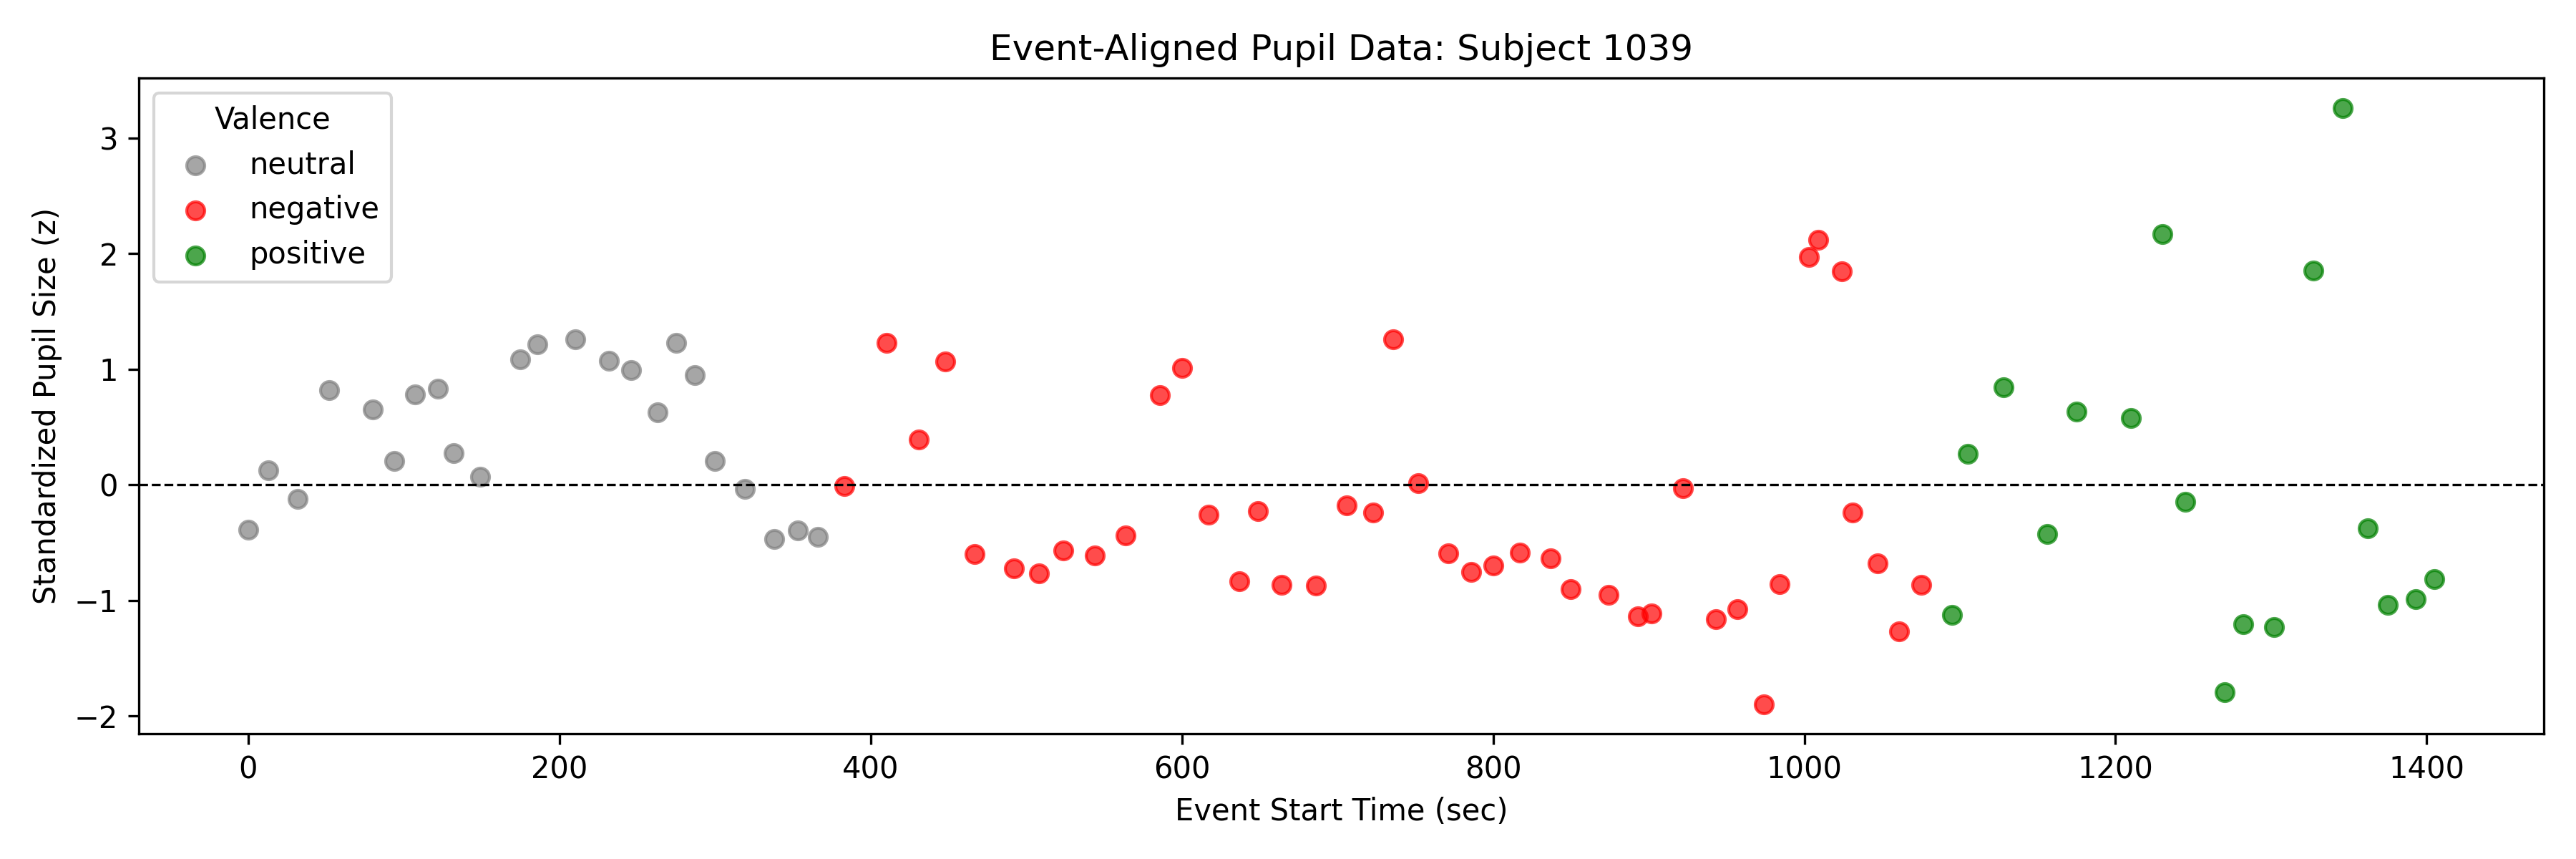 Event-Aligned Pupil Data: Subject 1039
Valence
neutral
negative
positive
Standardized Pupil Size (z)
3
2
1
0
−1
−2
0 200 400 600 800 1000 1200 1400
Event Start Time (sec)